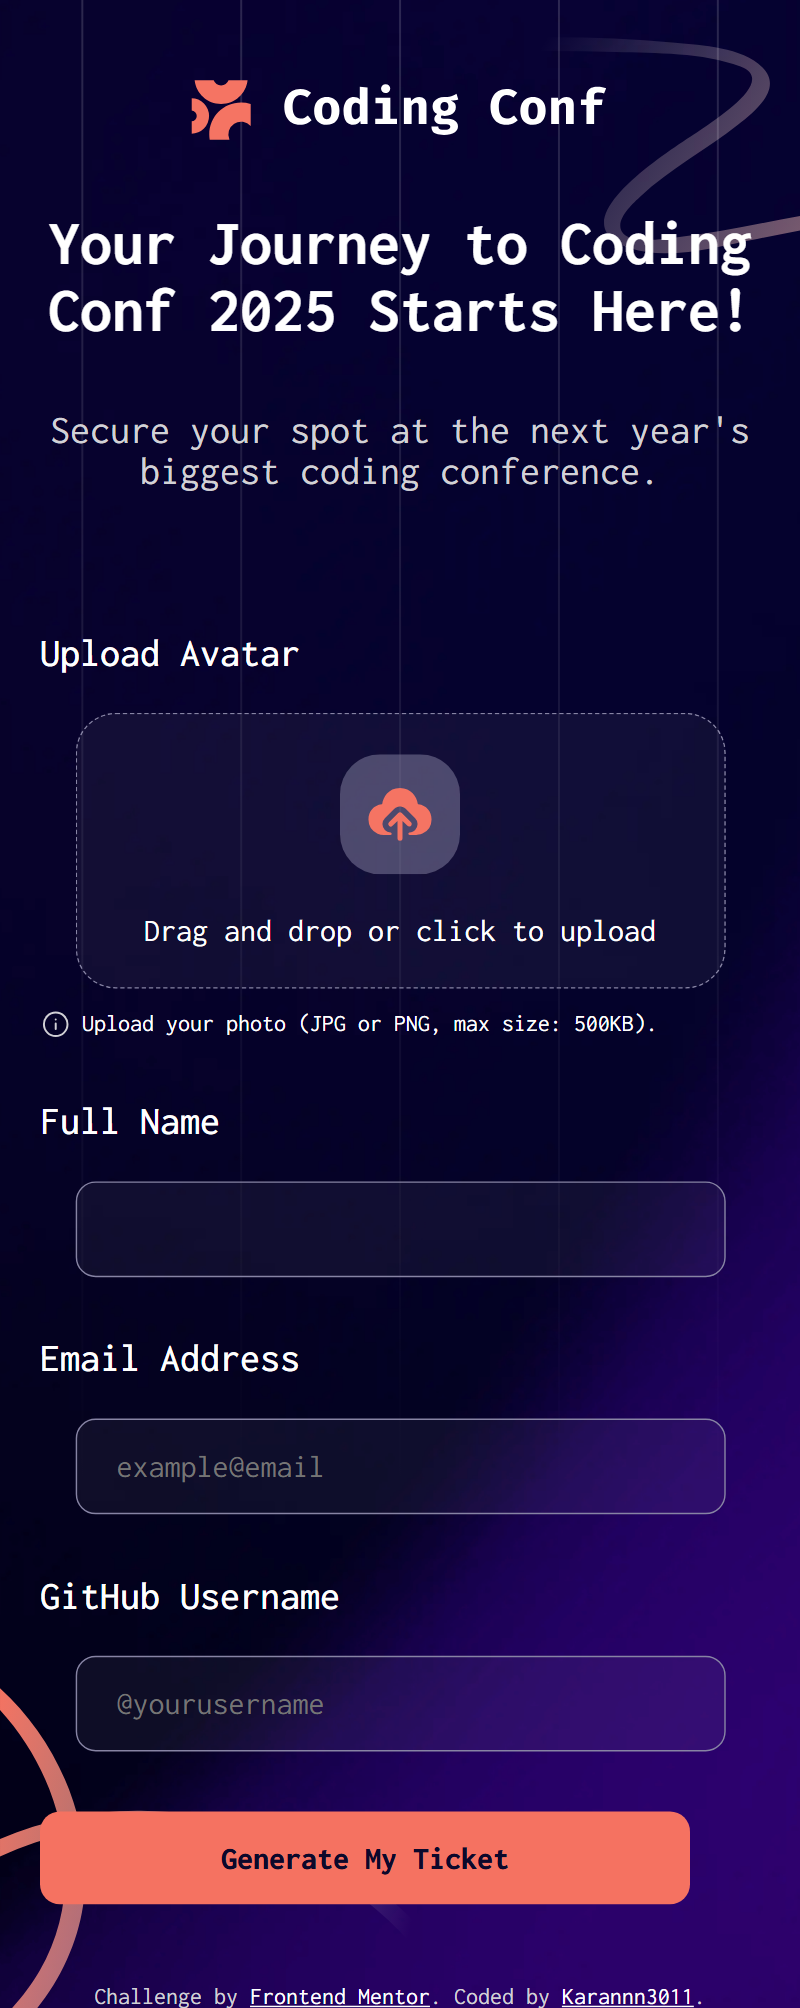 Coding Conf
Your Journey to Coding
Conf 2025 Starts Here!
Secure your spot at the next year's
biggest coding conference.
Upload Avatar
Drag and drop or click to upload
Upload your photo (JPG or PNG, max size: 500KB).
Full Name
Email Address
example@email
GitHub Username
@yourusername
Generate My Ticket
Challenge by Frontend Mentor. Coded by Karannn3011.